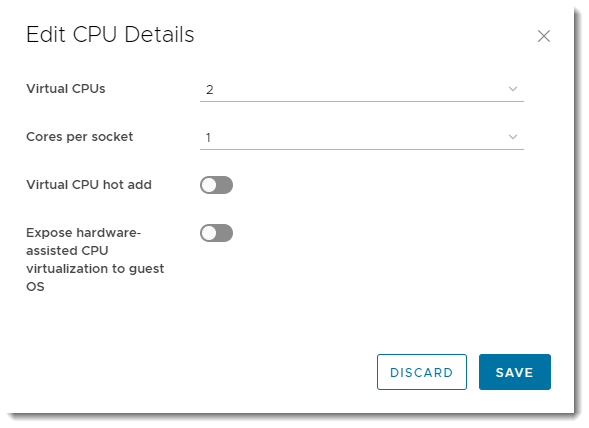 Edit CPU Details
Virtual CPUs
2
Cores per socket
1
Virtual CPU hot add
Expose hardware-
assisted CPU
virtualization to guest
OS
DISCARD
SAVE